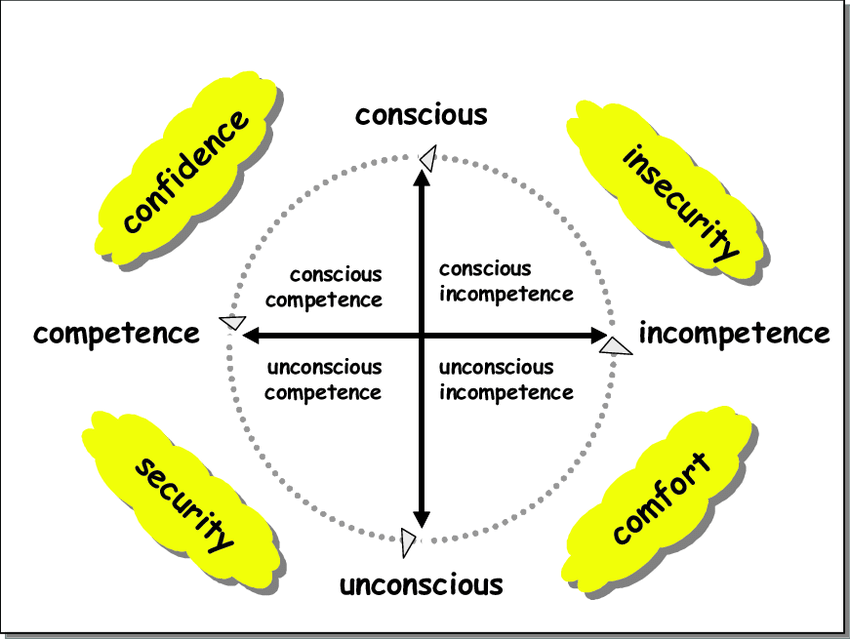 confidence
conscious
insecurity
conscious
competence
conscious
incompetence
competence
incompetence
unconscious
competence
unconscious
incompetence
security
comfort
unconscious